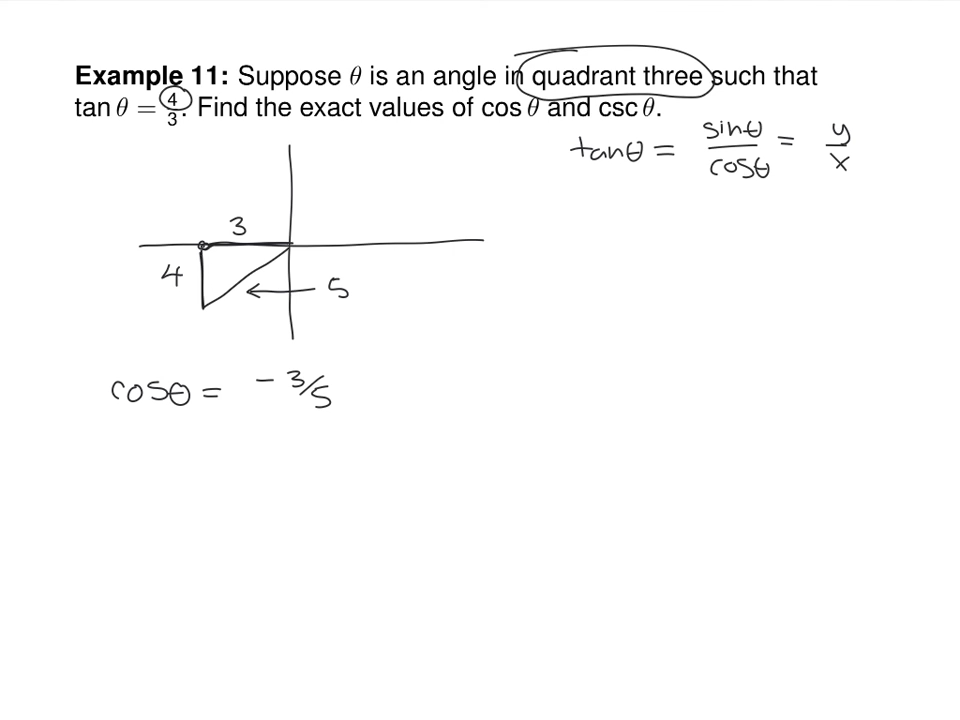 Example 11: Suppose θ is an angle in quadrant three such that
tan θ = 4/3. Find the exact values of cos θ and csc θ.
tanθ = sinθ/cosθ = y/x
3
4
5
cosθ = - 3/5